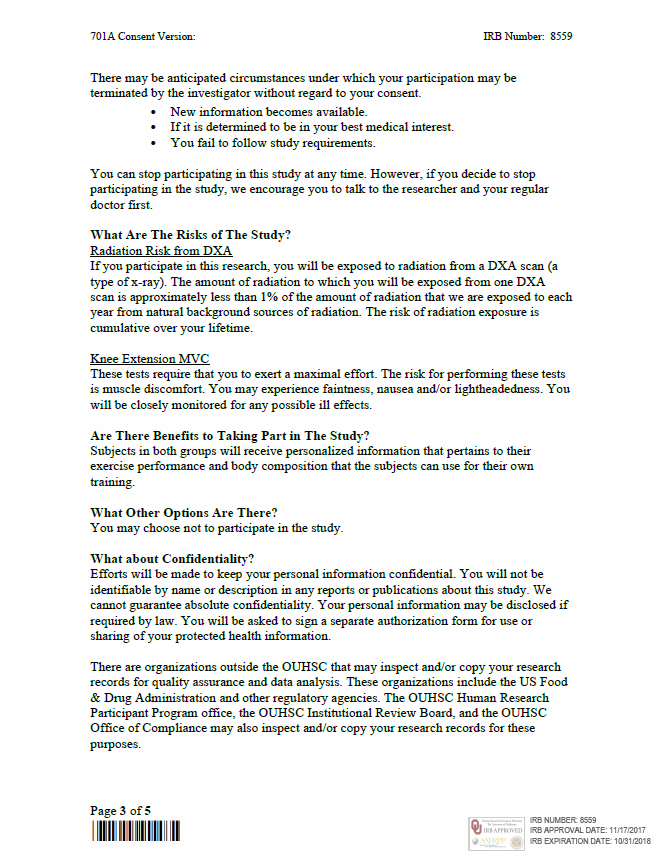 701A Consent Version: IRB Number: 8559
There may be anticipated circumstances under which your participation may be
terminated by the investigator without regard to your consent.
• New information becomes available.
• If it is determined to be in your best medical interest.
• You fail to follow study requirements.
You can stop participating in this study at any time. However, if you decide to stop
participating in the study, we encourage you to talk to the researcher and your regular
doctor first.
What Are The Risks of The Study?
Radiation Risk from DXA
If you participate in this research, you will be exposed to radiation from a DXA scan (a
type of x-ray). The amount of radiation to which you will be exposed from one DXA
scan is approximately less than 1% of the amount of radiation that we are exposed to each
year from natural background sources of radiation. The risk of radiation exposure is
cumulative over your lifetime.
Knee Extension MVC
These tests require that you to exert a maximal effort. The risk for performing these tests
is muscle discomfort. You may experience faintness, nausea and/or lightheadedness. You
will be closely monitored for any possible ill effects.
Are There Benefits to Taking Part in The Study?
Subjects in both groups will receive personalized information that pertains to their
exercise performance and body composition that the subjects can use for their own
training.
What Other Options Are There?
You may choose not to participate in the study.
What about Confidentiality?
Efforts will be made to keep your personal information confidential. You will not be
identifiable by name or description in any reports or publications about this study. We
cannot guarantee absolute confidentiality. Your personal information may be disclosed if
required by law. You will be asked to sign a separate authorization form for use or
sharing of your protected health information.
There are organizations outside the OUHSC that may inspect and/or copy your research
records for quality assurance and data analysis. These organizations include the US Food
& Drug Administration and other regulatory agencies. The OUHSC Human Research
Participant Program office, the OUHSC Institutional Review Board, and the OUHSC
Office of Compliance may also inspect and/or copy your research records for these
purposes.
Page 3 of 5
IRB APPROVED
IRB NUMBER: 8559
IRB APPROVAL DATE: 11/17/2017
IRB EXPIRATION DATE: 10/31/2018